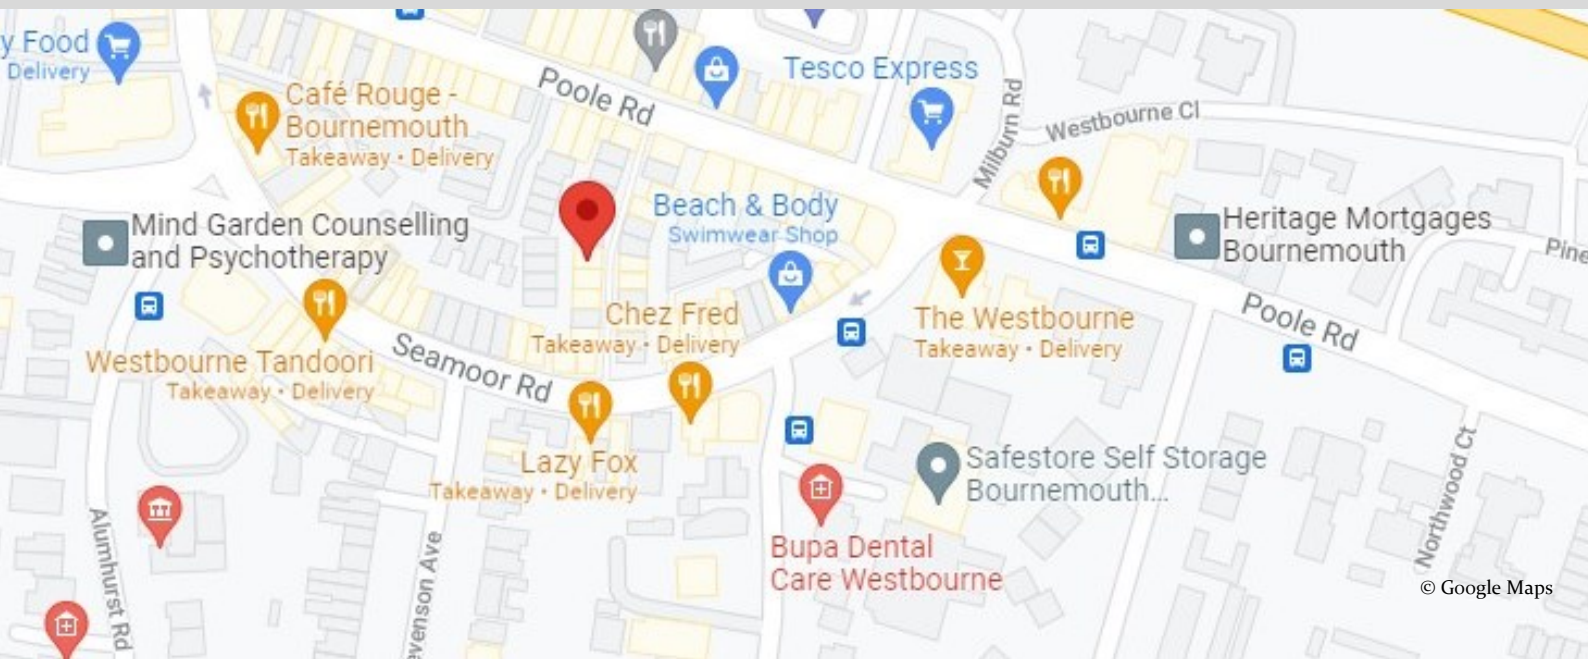 y Food
Delivery
Café Rouge -
Bournemouth
Takeaway • Delivery
Poole Rd
Tesco Express
Milburn Rd
Westbourne Cl
Mind Garden Counselling
and Psychotherapy
Beach & Body
Swimwear Shop
Heritage Mortgages
Bournemouth
Pine
Westbourne Tandoori
Takeaway • Delivery
Seamoor Rd
Chez Fred
Takeaway • Delivery
The Westbourne
Takeaway • Delivery
Poole Rd
Lazy Fox
Takeaway • Delivery
Safestore Self Storage
Bournemouth...
Bupa Dental
Care Westbourne
Alumhurst Rd
evenson Ave
Northwood Ct
© Google Maps